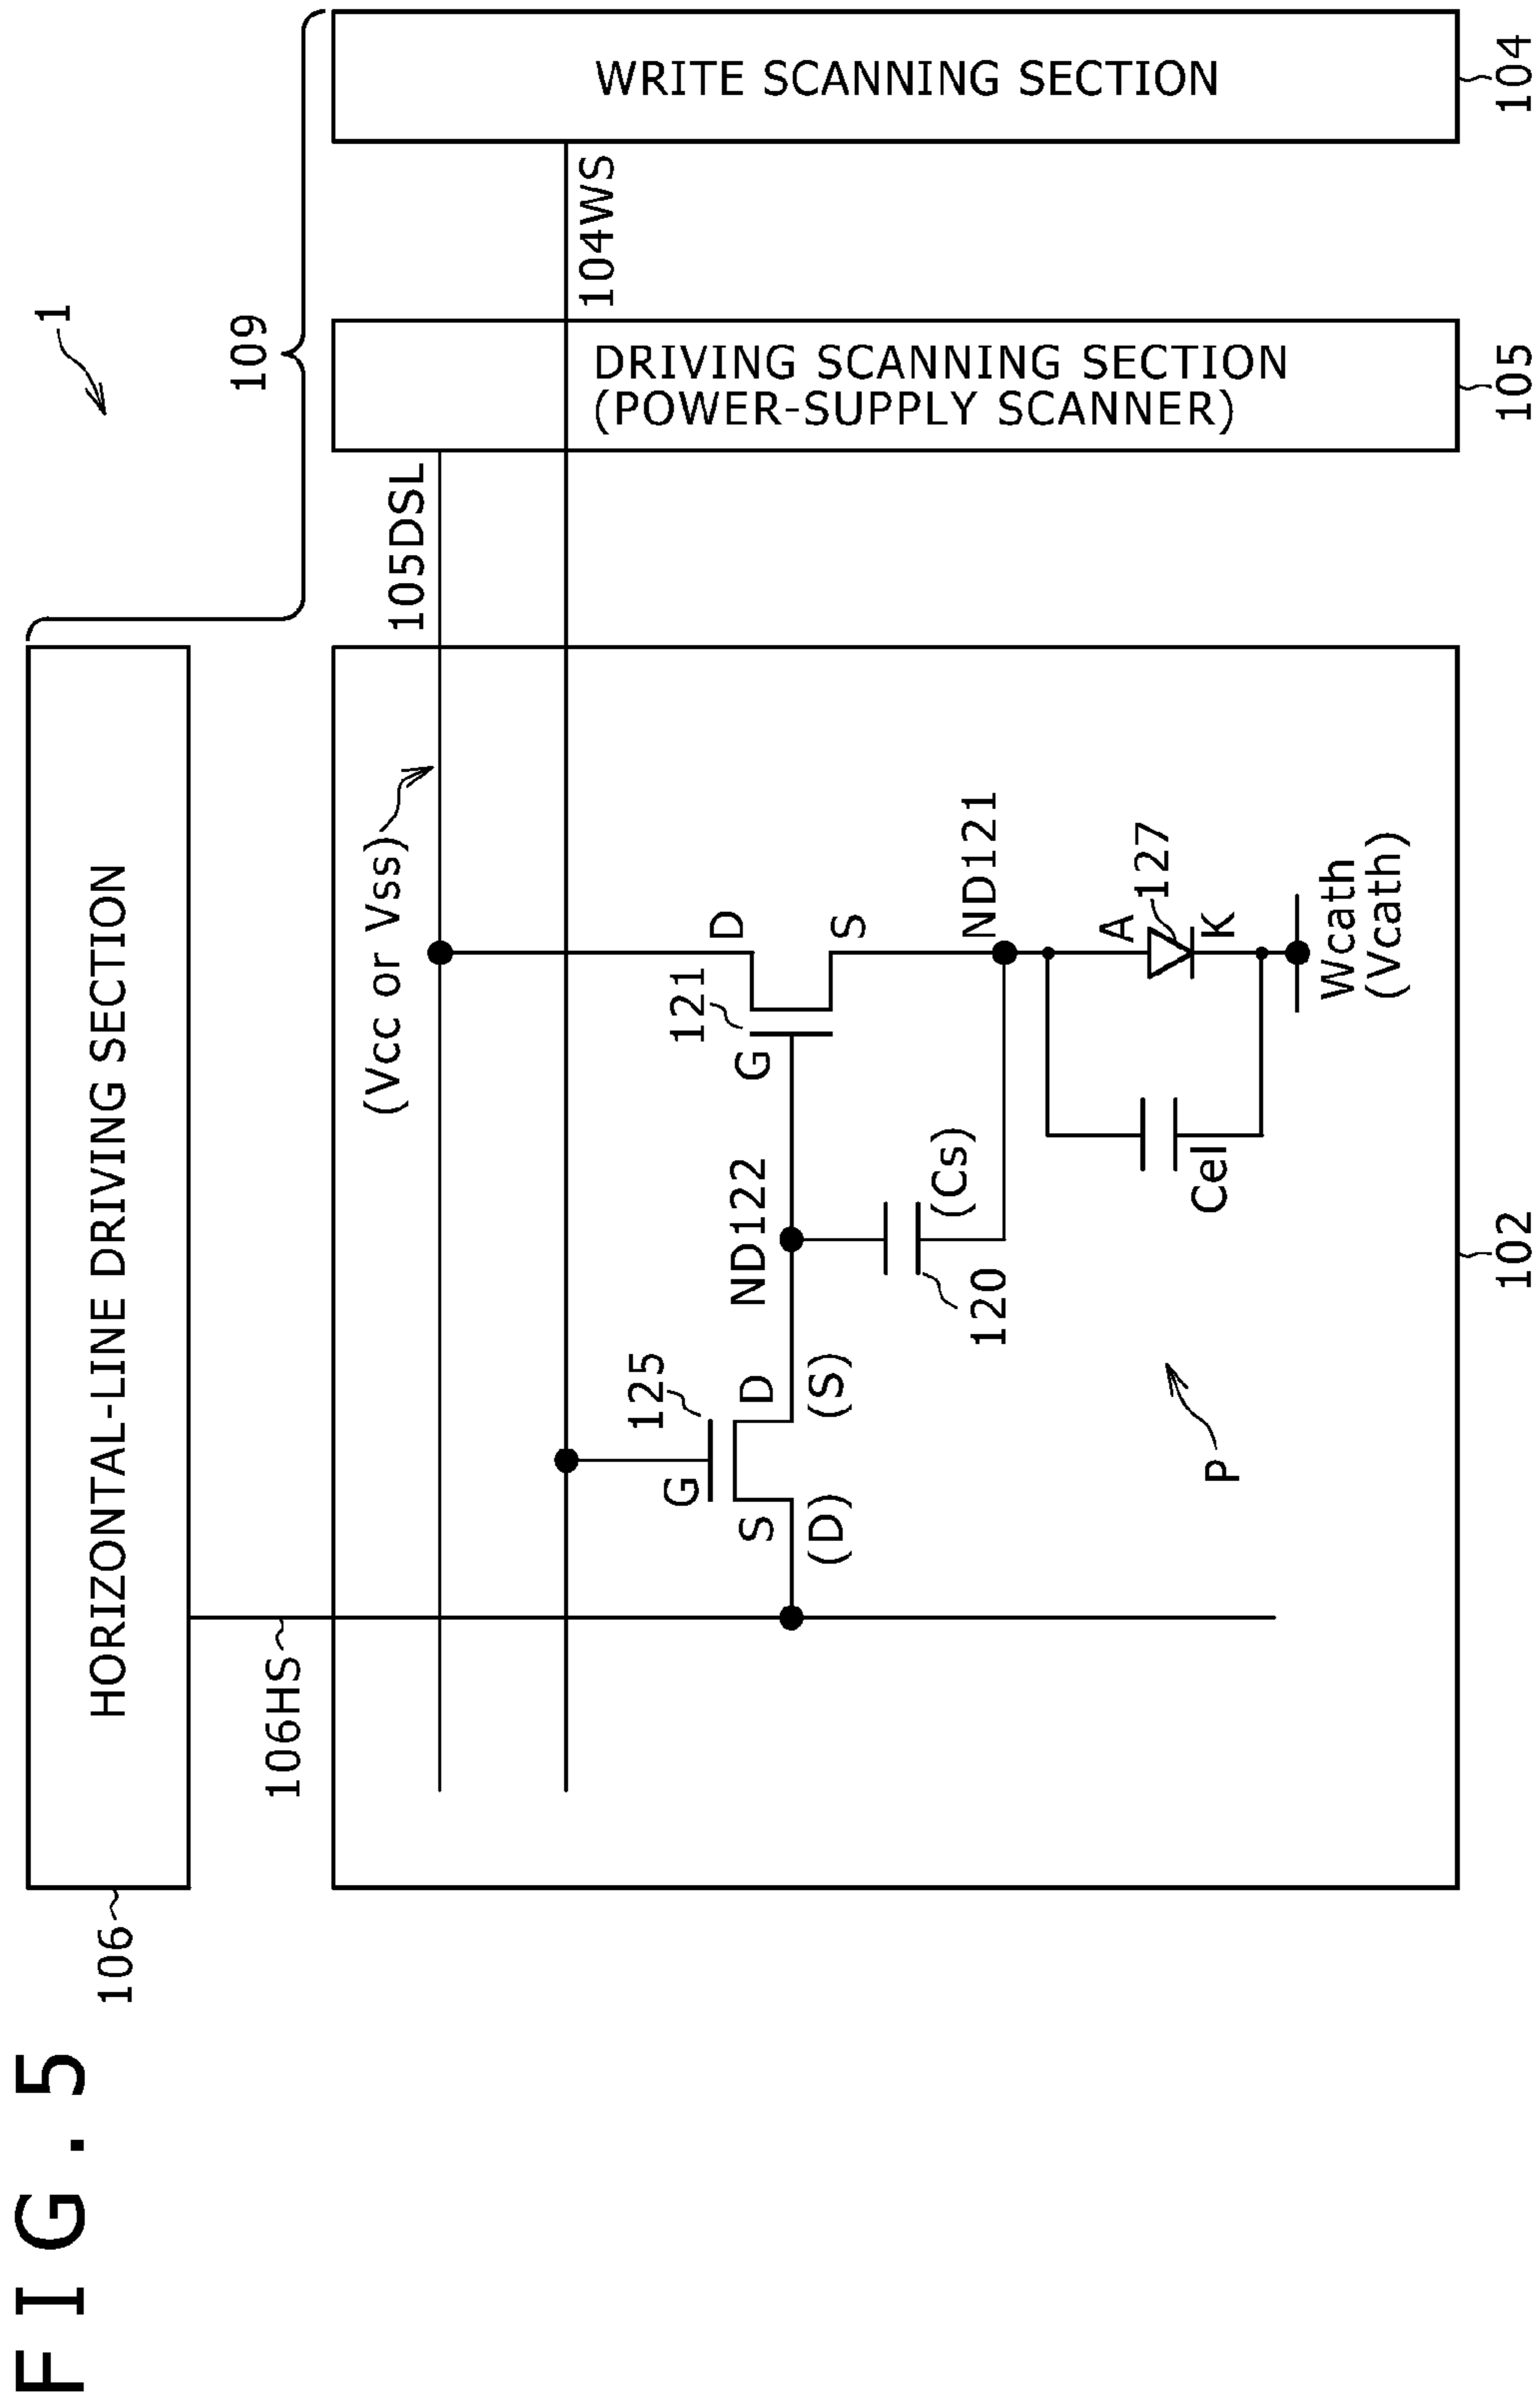 FIG. 5
1
106
HORIZONTAL-LINE DRIVING SECTION
109
106HS
105DSL
104WS
(Vcc or Vss)
WRITE SCANNING SECTION
104
DRIVING SCANNING SECTION
(POWER-SUPPLY SCANNER)
105
125
G
S
D
(D)
(S)
ND122
121
G
D
S
120
(Cs)
ND121
Cel
A
127
K
Wcath
(Vcath)
P
102